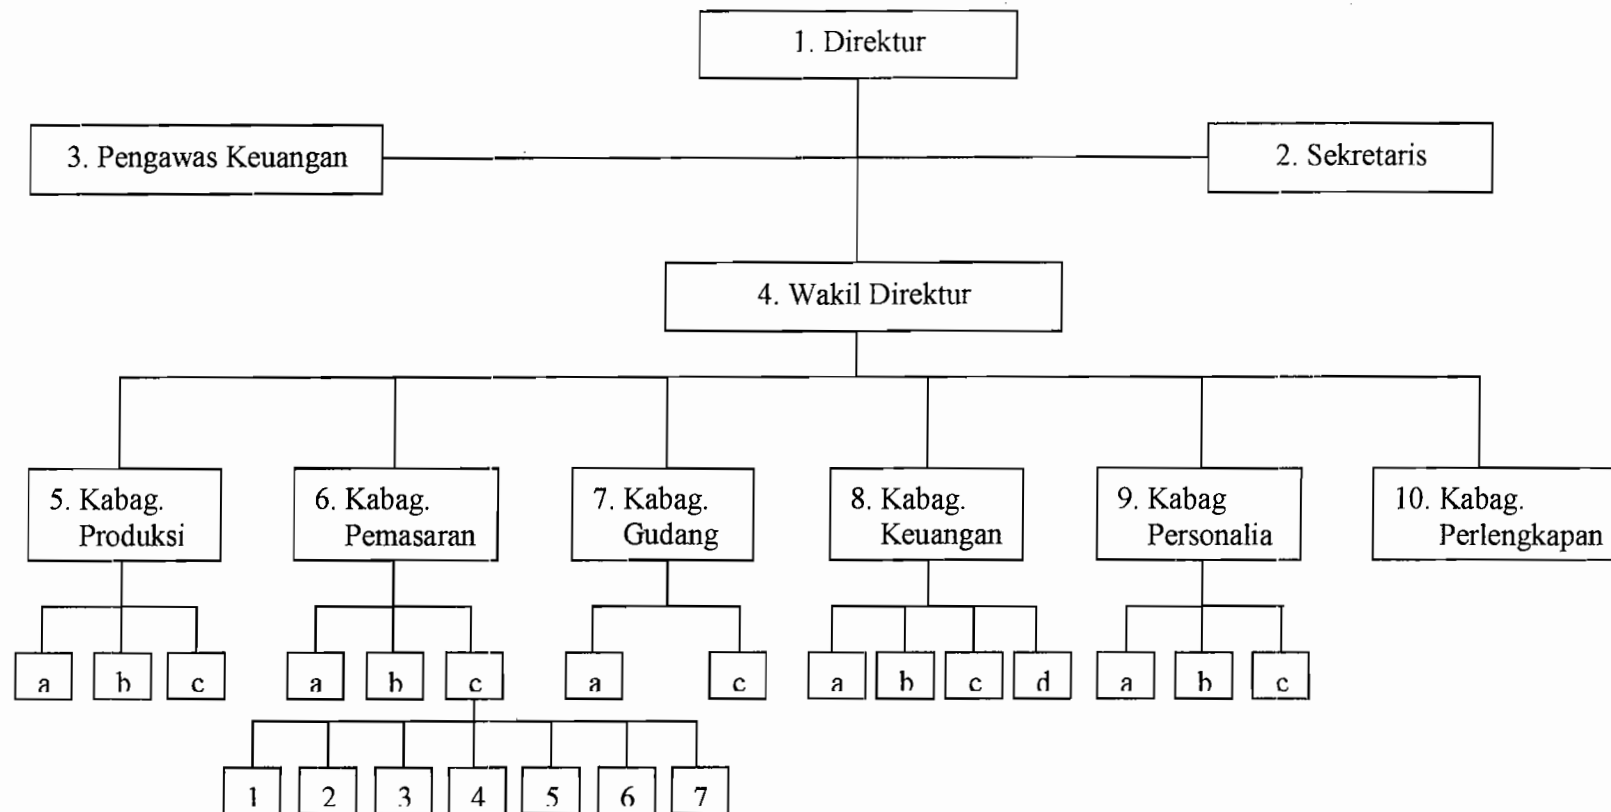 1. Direktur
3. Pengawas Keuangan
2. Sekretaris
4. Wakil Direktur
5. Kabag.
Produksi
6. Kabag.
Pemasaran
7. Kabag.
Gudang
8. Kabag.
Keuangan
9. Kabag
Personalia
10. Kabag.
Perlengkapan
a
b
c
a
b
c
a
c
a
b
c
d
a
b
c
1
2
3
4
5
6
7